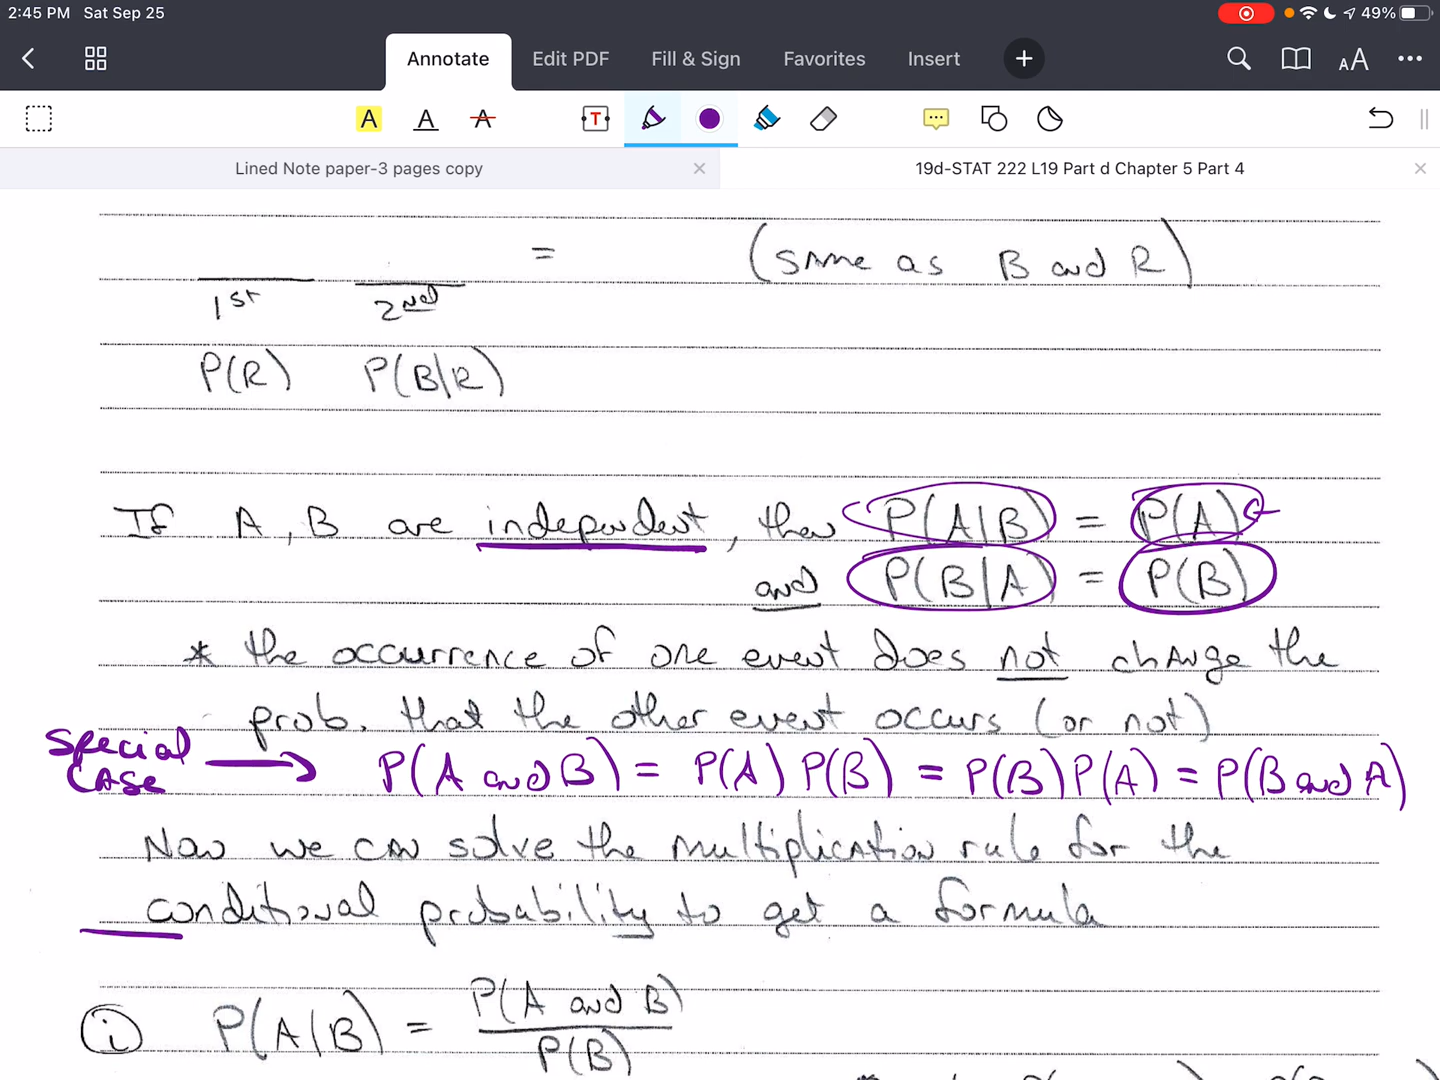 2:45 PM Sat Sep 25 49%
Annotate Edit PDF Fill & Sign Favorites Insert
Lined Note paper-3 pages copy 19d-STAT 222 L19 Part d Chapter 5 Part 4
= (same as B and R)
1st 2nd
P(R) P(B|R)
If A, B are independent, then P(A|B) = P(A)
and P(B|A) = P(B)
* the occurrence of one event does not change the
prob. that the other event occurs (or not)
Special Case → P(A and B) = P(A) P(B) = P(B) P(A) = P(B and A)
Now we can solve the multiplication rule for the
conditional probability to get a formula
(i) P(A|B) = P(A and B)
P(B)